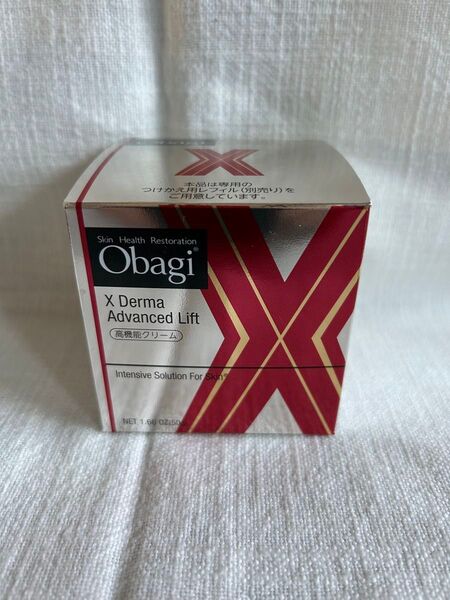 本品は専用の
つけかえ用レフィル(別売り)を
ご用意しています。
Skin Health Restoration
Obagi®
X Derma
Advanced Lift
高機能クリーム
Intensive Solution For Skin*